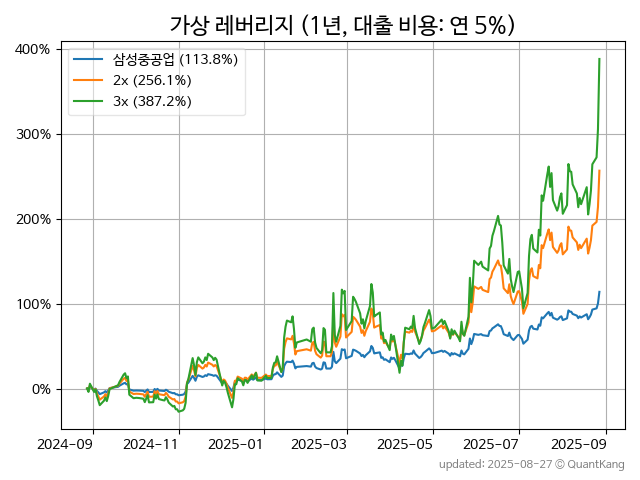 가상 레버리지 (1년, 대출 비용: 연 5%)
400%
300%
200%
100%
0%
삼성중공업 (113.8%)
2x (256.1%)
3x (387.2%)
2024-09 2024-11 2025-01 2025-03 2025-05 2025-07 2025-09
updated: 2025-08-27 © QuantKang